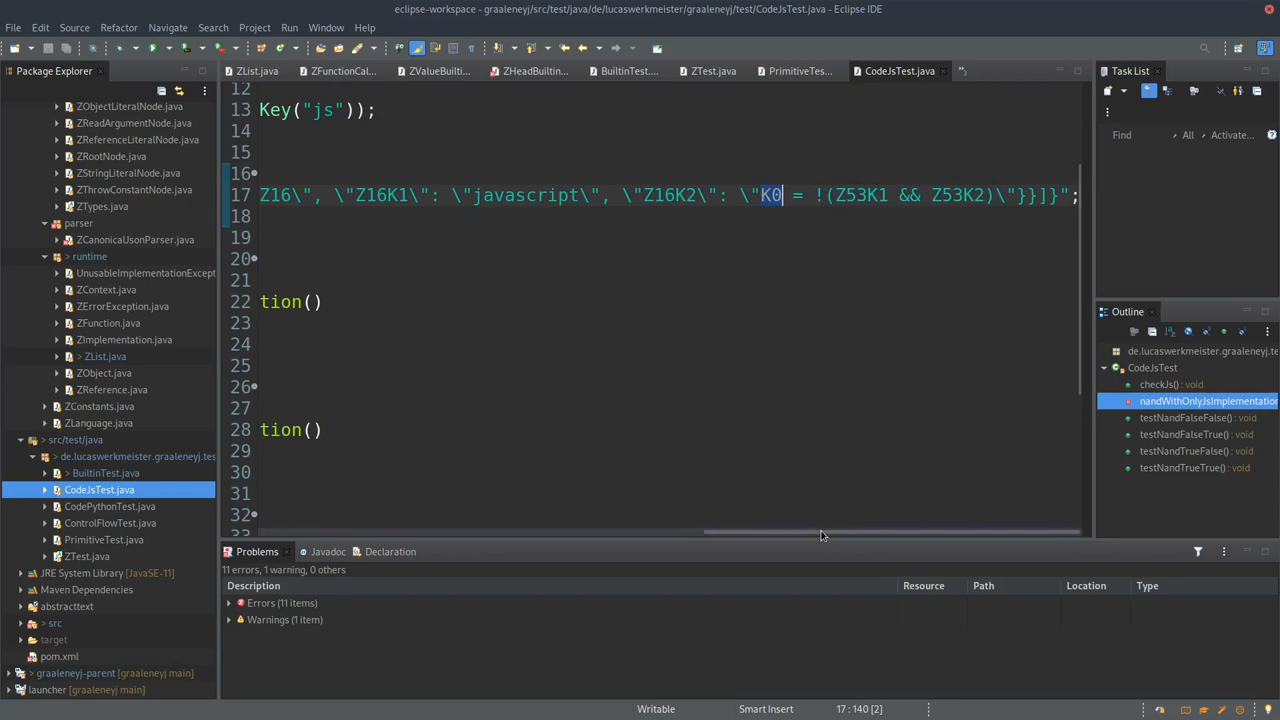 eclipse-workspace - graaleneyj/src/test/java/de/lucaswerkmeister/graaleneyj/test/CodeJsTest.java - Eclipse IDE
File Edit Source Refactor Navigate Search Project Run Window Help
Package Explorer
ZList.java ZFunctionCal... ZValueBuilti... ZHeadBuiltin... BuiltinTest.... ZTest.java PrimitiveTes... CodeJsTest.java
Task List
Find All Activate...
ZObjectLiteralNode.java
ZReadArgumentNode.java
ZReferenceLiteralNode.java
ZRootNode.java
ZStringLiteralNode.java
ZThrowConstantNode.java
ZTypes.java
parser
ZCanonicalJsonParser.java
> runtime
UnusableImplementationExcept
ZContext.java
ZErrorException.java
ZFunction.java
ZImplementation.java
> ZList.java
ZObject.java
ZReference.java
ZConstants.java
ZLanguage.java
> src/test/java
> de.lucaswerkmeister.graaleneyj.tes
> BuiltinTest.java
CodeJsTest.java
CodePythonTest.java
ControlFlowTest.java
PrimitiveTest.java
ZTest.java
JRE System Library [JavaSE-11]
Maven Dependencies
abstracttext
> src
target
pom.xml
> graaleneyj-parent [graaleneyj main]
launcher [graaleneyj main]
12
13 Key("js"));
14
15
16
17 Z16\", \"Z16K1\": \"javascript\", \"Z16K2\": \"K0 = !(Z53K1 && Z53K2)\"}}]}";
18
19
20
21
22 tion()
23
24
25
26
27
28 tion()
29
30
31
32
33
Outline
de.lucaswerkmeister.graaleneyj.te
CodeJsTest
checkJs() : void
nandWithOnlyJsImplementation
testNandFalseFalse() : void
testNandFalseTrue() : void
testNandTrueFalse() : void
testNandTrueTrue() : void
Problems Javadoc Declaration
11 errors, 1 warning, 0 others
Description Resource Path Location Type
Errors (11 items)
Warnings (1 item)
Writable Smart Insert 17 : 140 [2]